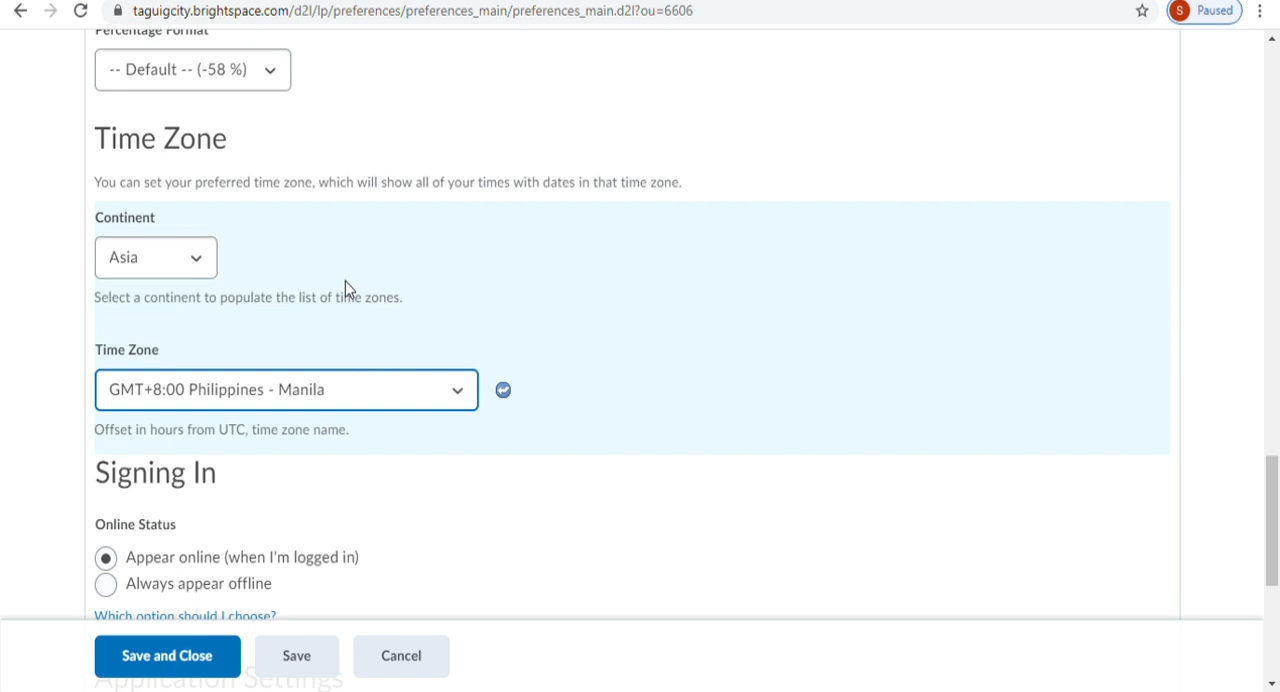 taguigcity.brightspace.com/d2l/lp/preferences/preferences_main/preferences_main.d2l?ou=6606
S Paused
Percentage Format
-- Default -- (-58 %)
Time Zone
You can set your preferred time zone, which will show all of your times with dates in that time zone.
Continent
Asia
Select a continent to populate the list of time zones.
Time Zone
GMT+8:00 Philippines - Manila
Offset in hours from UTC, time zone name.
Signing In
Online Status
Appear online (when I'm logged in)
Always appear offline
Which option should I choose?
Save and Close Save Cancel
Application Settings